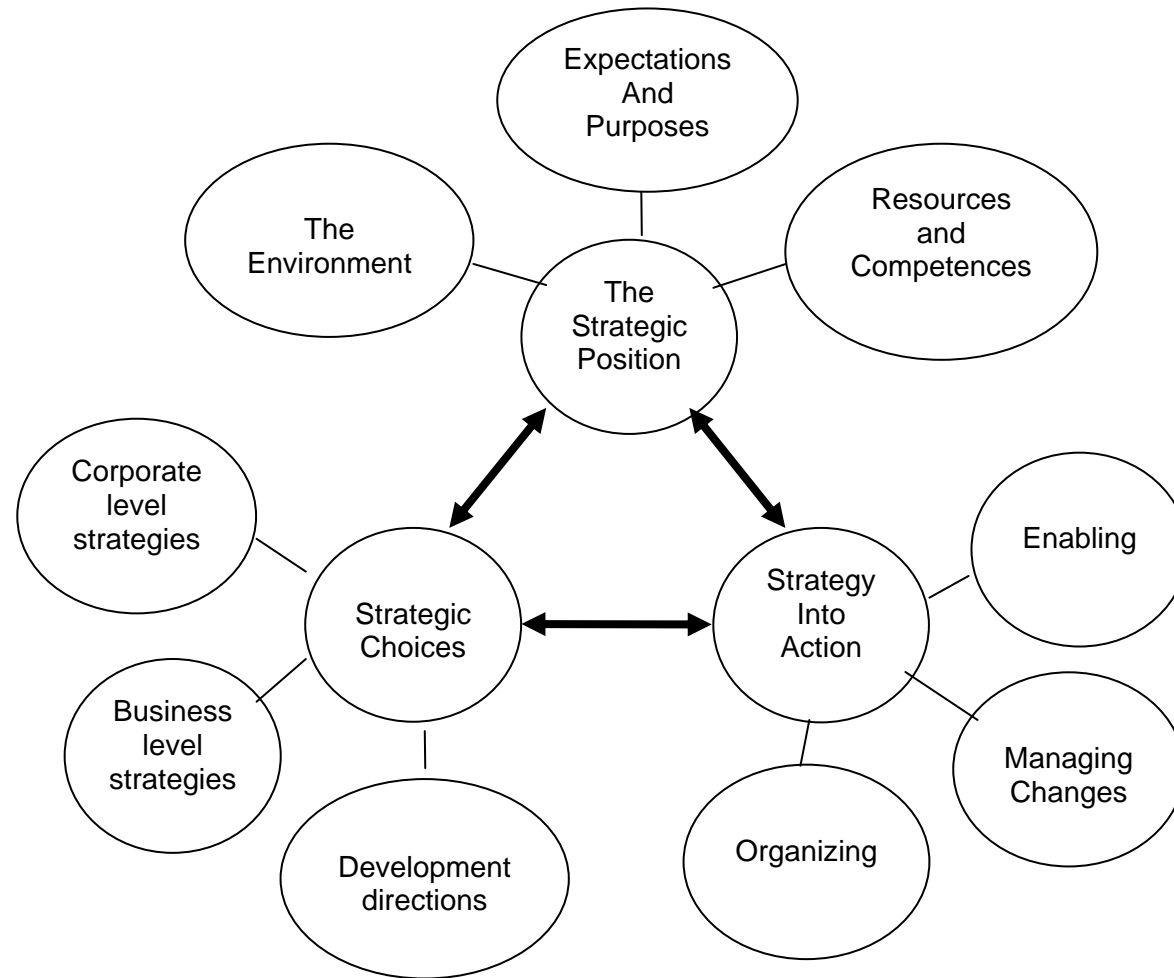 Expectations
And
Purposes
The
Environment
Resources
and
Competences
The
Strategic
Position
Corporate
level
strategies
Strategic
Choices
Strategy
Into
Action
Enabling
Business
level
strategies
Managing
Changes
Development
directions
Organizing